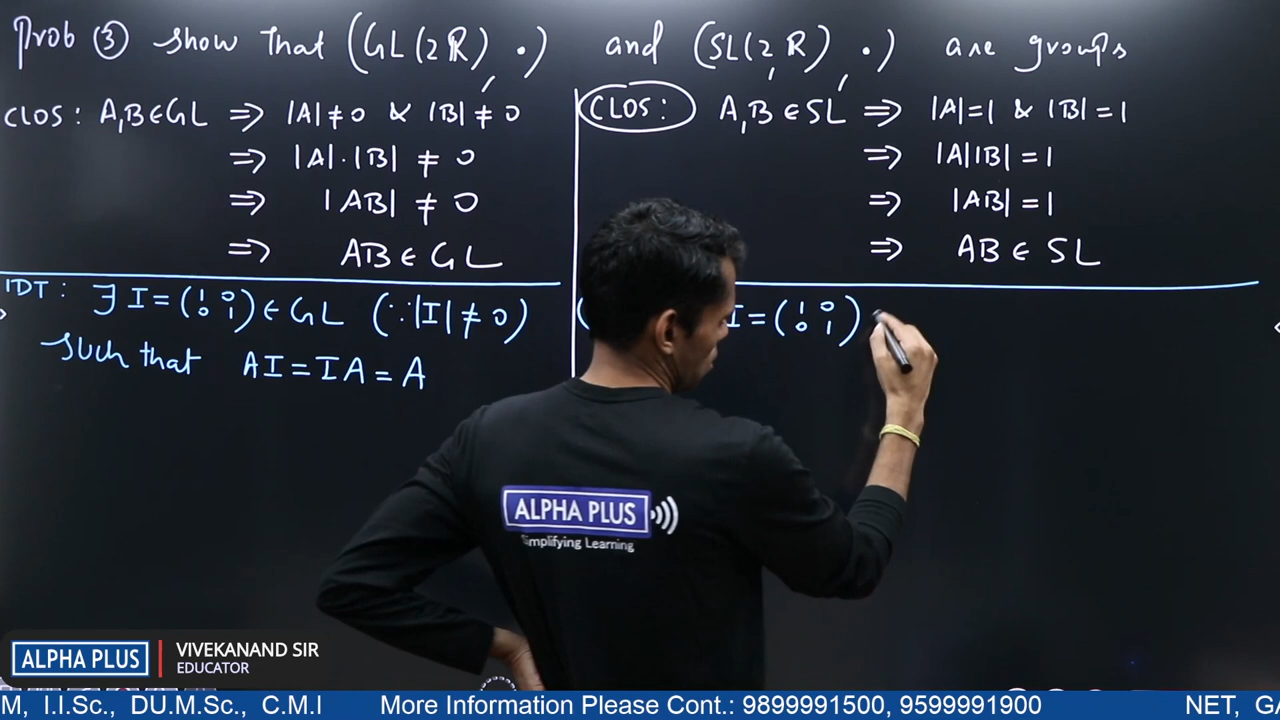 Prob ③ show that (GL(2 R), •) and (SL(2, R), •) are groups
CLOS : A,B∈GL ⇒ |A|≠0 & |B|≠0
⇒ |A|·|B| ≠ 0
⇒ |AB| ≠ 0
⇒ AB ∈ GL
CLOS : A,B ∈ SL ⇒ |A|=1 & |B|=1
⇒ |A||B|=1
⇒ |AB|=1
⇒ AB ∈ SL
IDT : ∃ I = (1 0 0 1) ∈ GL (∵ |I| ≠ 0)
such that AI = IA = A
I = (1 0 0 1)
ALPHA PLUS
Simplifying Learning
ALPHA PLUS
VIVEKANAND SIR
EDUCATOR
M, I.I.Sc., DU.M.Sc., C.M.I More Information Please Cont.: 9899991500, 9599991900 NET, GA